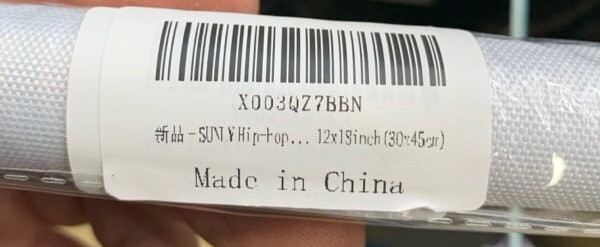 X003QZ7BBN
新品 - SUNLY Hip-hop... 12x18inch (30x45cm)
Made in China